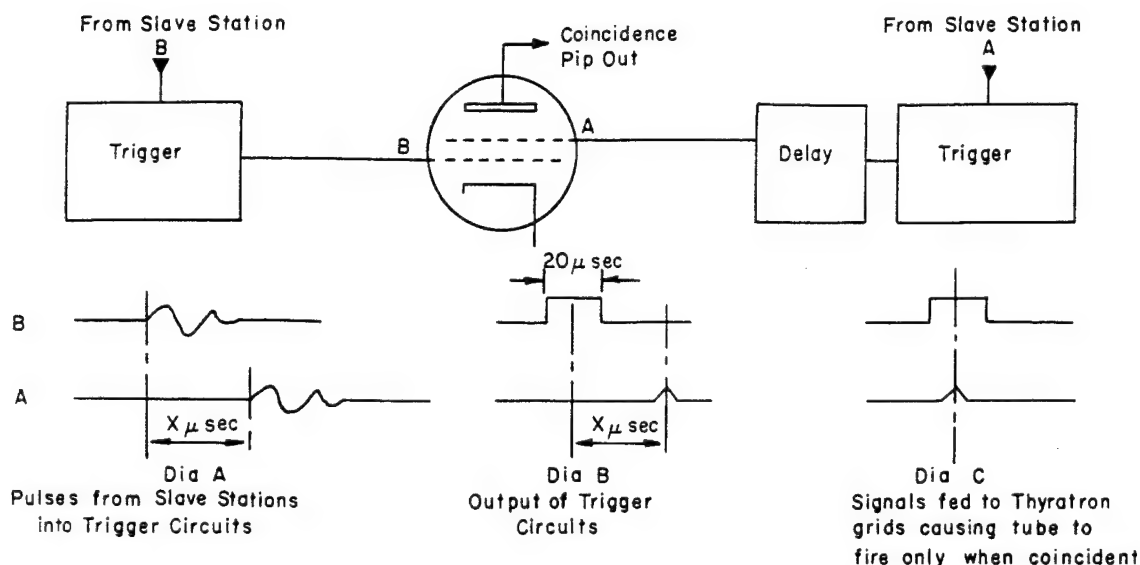 From Slave Station
B
Coincidence
Pip Out
From Slave Station
A
Trigger
B
A
Delay
Trigger
20 μ sec
B
A
X μ sec
X μ sec
Dia A
Pulses from Slave Stations
into Trigger Circuits
Dia B
Output of Trigger
Circuits
Dia C
Signals fed to Thyratron
grids causing tube to
fire only when coincident